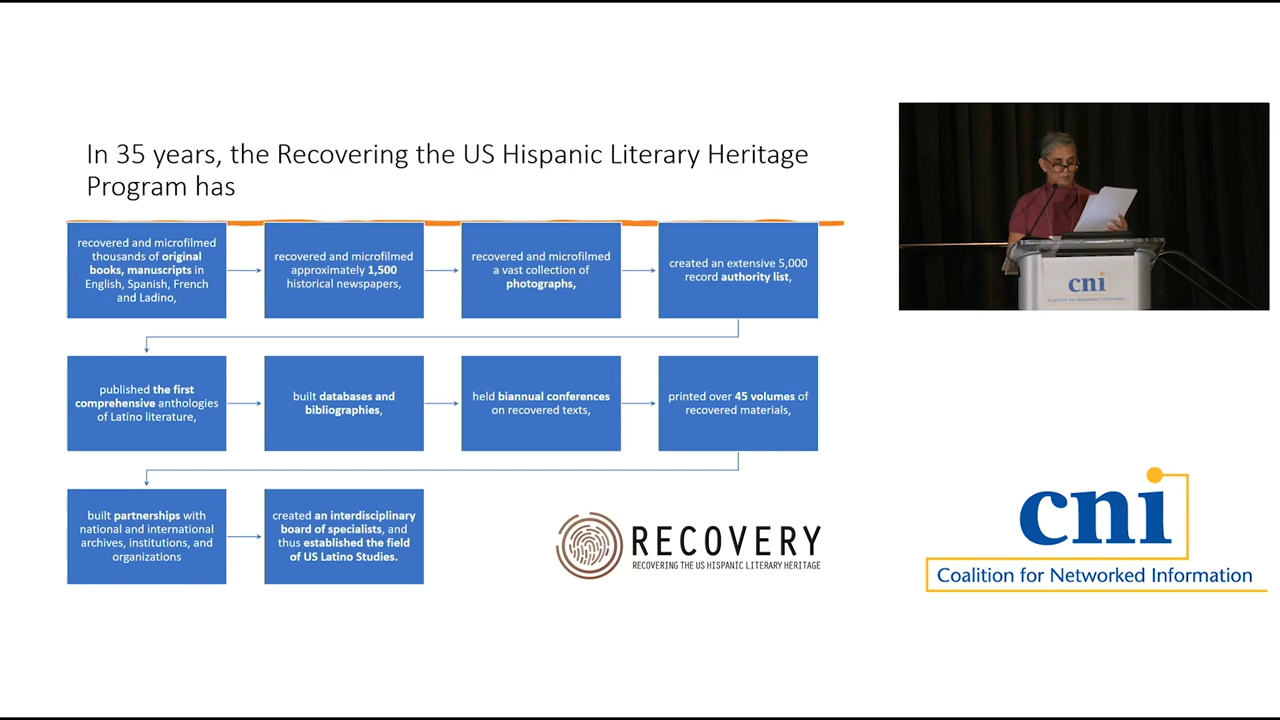 In 35 years, the Recovering the US Hispanic Literary Heritage
Program has
recovered and microfilmed
thousands of original
books, manuscripts in
English, Spanish, French
and Ladino,
recovered and microfilmed
approximately 1,500
historical newspapers,
recovered and microfilmed
a vast collection of
photographs,
created an extensive 5,000
record authority list,
published the first
comprehensive anthologies
of Latino literature,
built databases and
bibliographies,
held biannual conferences
on recovered texts,
printed over 45 volumes of
recovered materials,
built partnerships with
national and international
archives, institutions, and
organizations
created an interdisciplinary
board of specialists, and
thus established the field
of US Latino Studies.
RECOVERY
RECOVERING THE US HISPANIC LITERARY HERITAGE
cni
Coalition for Networked Information
cni
Coalition for Networked Information